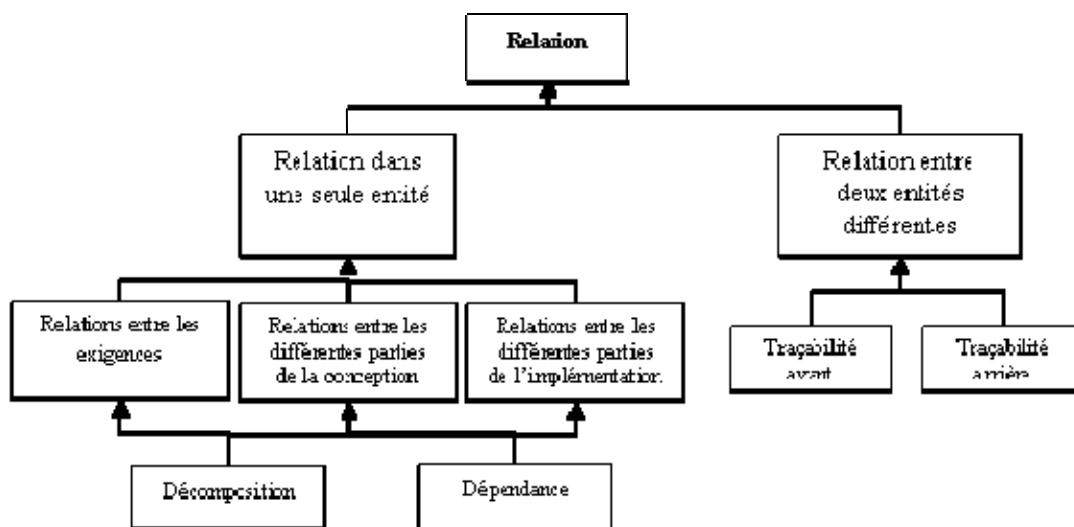 Relation
Relation dans
une seule entité
Relation entre
deux entités
différentes
Relations entre les
exigences
Relations entre les
différentes parties
de la conception
Relations entre les
différentes parties
de l'implémentation.
Traçabilité
avant
Traçabilité
arrière
Décomposition
Dépendance